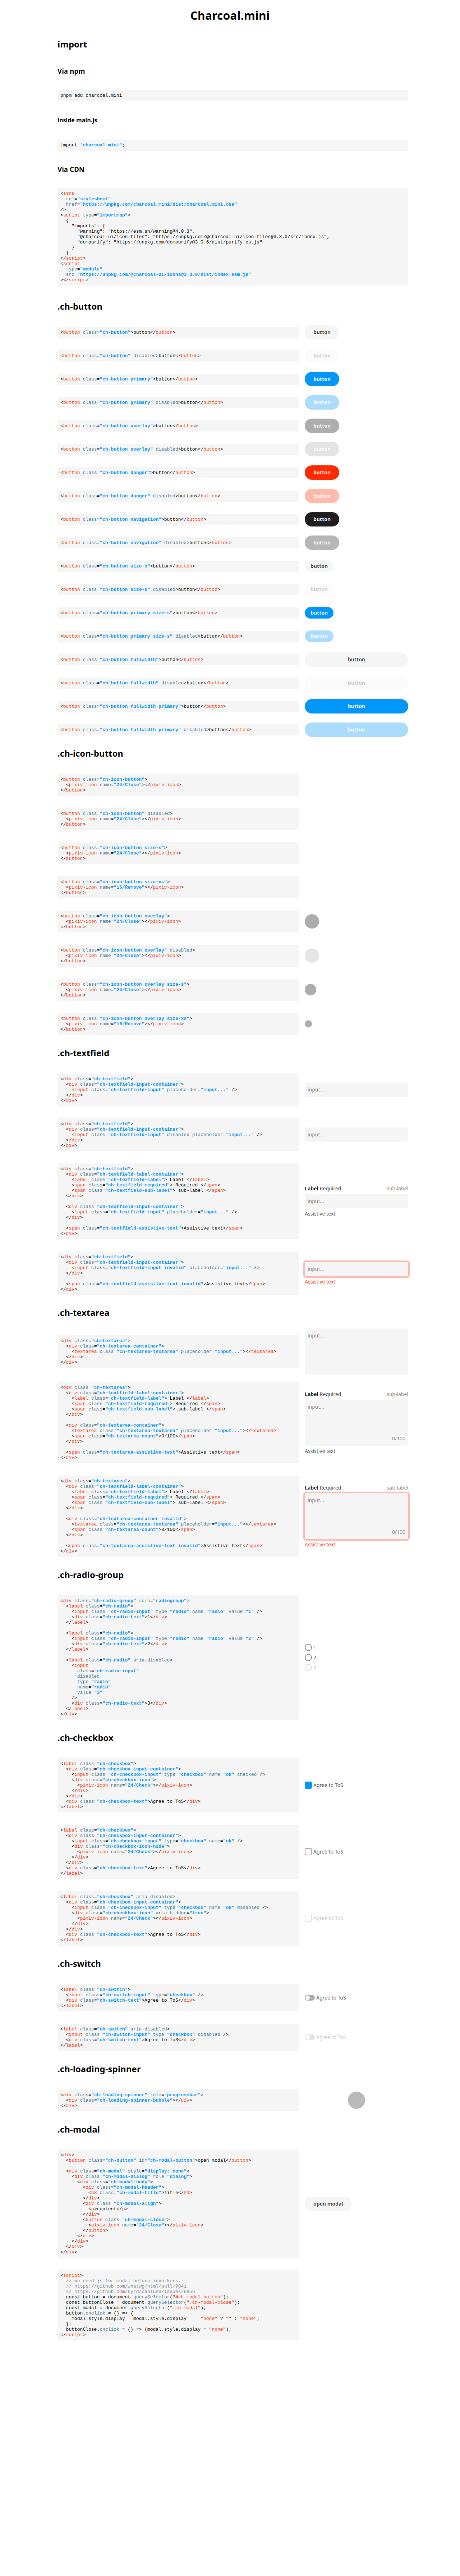 Charcoal.mini
import
Via npm
pnpm add charcoal.mini
inside main.js
import "charcoal.mini";
Via CDN
<link
rel="stylesheet"
href="https://unpkg.com/charcoal.mini/dist/charcoal.mini.css"
/>
<script type="importmap">
{
"imports": {
"warning": "https://esm.sh/warning@4.0.3",
"@charcoal-ui/icon-files": "https://unpkg.com/@charcoal-ui/icon-files@3.3.0/src/index.js",
"dompurify": "https://unpkg.com/dompurify@3.0.6/dist/purify.es.js"
}
}
</script>
<script
type="module"
src="https://unpkg.com/@charcoal-ui/icons@3.3.0/dist/index.esm.js"
></script>
.ch-button
<button class="ch-button">button</button>
button
<button class="ch-button" disabled>button</button>
button
<button class="ch-button primary">button</button>
button
<button class="ch-button primary" disabled>button</button>
button
<button class="ch-button overlay">button</button>
button
<button class="ch-button overlay" disabled>button</button>
button
<button class="ch-button danger">button</button>
button
<button class="ch-button danger" disabled>button</button>
button
<button class="ch-button navigation">button</button>
button
<button class="ch-button navigation" disabled>button</button>
button
<button class="ch-button size-s">button</button>
button
<button class="ch-button size-s" disabled>button</button>
button
<button class="ch-button primary size-s">button</button>
button
<button class="ch-button primary size-s" disabled>button</button>
button
<button class="ch-button fullwidth">button</button>
button
<button class="ch-button fullwidth" disabled>button</button>
button
<button class="ch-button fullwidth primary">button</button>
button
<button class="ch-button fullwidth primary" disabled>button</button>
button
.ch-icon-button
<button class="ch-icon-button">
<pixiv-icon name="24/Close"></pixiv-icon>
</button>
<button class="ch-icon-button" disabled>
<pixiv-icon name="24/Close"></pixiv-icon>
</button>
<button class="ch-icon-button size-s">
<pixiv-icon name="24/Close"></pixiv-icon>
</button>
<button class="ch-icon-button size-xs">
<pixiv-icon name="16/Remove"></pixiv-icon>
</button>
<button class="ch-icon-button overlay">
<pixiv-icon name="24/Close"></pixiv-icon>
</button>
<button class="ch-icon-button overlay" disabled>
<pixiv-icon name="24/Close"></pixiv-icon>
</button>
<button class="ch-icon-button overlay size-s">
<pixiv-icon name="24/Close"></pixiv-icon>
</button>
<button class="ch-icon-button overlay size-xs">
<pixiv-icon name="16/Remove"></pixiv-icon>
</button>
.ch-textfield
<div class="ch-textfield">
<div class="ch-textfield-input-container">
<input class="ch-textfield-input" placeholder="input..." />
</div>
</div>
input...
<div class="ch-textfield">
<div class="ch-textfield-input-container">
<input class="ch-textfield-input" disabled placeholder="input..." />
</div>
</div>
input...
<div class="ch-textfield">
<div class="ch-textfield-label-container">
<label class="ch-textfield-label"> Label </label>
<span class="ch-textfield-required"> Required </span>
<span class="ch-textfield-sub-label"> sub-label </span>
</div>
<div class="ch-textfield-input-container">
<input class="ch-textfield-input" placeholder="input..." />
</div>
<span class="ch-textfield-assistive-text">Assistive text</span>
</div>
Label Required sub-label
input...
Assistive text
<div class="ch-textfield">
<div class="ch-textfield-input-container">
<input class="ch-textfield-input invalid" placeholder="input..." />
</div>
<span class="ch-textfield-assistive-text invalid">Assistive text</span>
</div>
input...
Assistive text
.ch-textarea
<div class="ch-textarea">
<div class="ch-textarea-container">
<textarea class="ch-textarea-textarea" placeholder="input..."></textarea>
</div>
</div>
input...
<div class="ch-textarea">
<div class="ch-textfield-label-container">
<label class="ch-textfield-label"> Label </label>
<span class="ch-textfield-required"> Required </span>
<span class="ch-textfield-sub-label"> sub-label </span>
</div>
<div class="ch-textarea-container">
<textarea class="ch-textarea-textarea" placeholder="input..."></textarea>
<span class="ch-textarea-count">0/100</span>
</div>
<span class="ch-textarea-assistive-text">Assistive text</span>
</div>
Label Required sub-label
input...
0/100
Assistive text
<div class="ch-textarea">
<div class="ch-textfield-label-container">
<label class="ch-textfield-label"> Label </label>
<span class="ch-textfield-required"> Required </span>
<span class="ch-textfield-sub-label"> sub-label </span>
</div>
<div class="ch-textarea-container invalid">
<textarea class="ch-textarea-textarea" placeholder="input..."></textarea>
<span class="ch-textarea-count">0/100</span>
</div>
<span class="ch-textarea-assistive-text invalid">Assistive text</span>
</div>
Label Required sub-label
input...
0/100
Assistive text
.ch-radio-group
<div class="ch-radio-group" role="radiogroup">
<label class="ch-radio">
<input class="ch-radio-input" type="radio" name="radio" value="1" />
<div class="ch-radio-text">1</div>
</label>
<label class="ch-radio">
<input class="ch-radio-input" type="radio" name="radio" value="2" />
<div class="ch-radio-text">2</div>
</label>
<label class="ch-radio" aria-disabled>
<input
class="ch-radio-input"
disabled
type="radio"
name="radio"
value="3"
/>
<div class="ch-radio-text">3</div>
</label>
</div>
1
2
3
.ch-checkbox
<label class="ch-checkbox">
<div class="ch-checkbox-input-container">
<input class="ch-checkbox-input" type="checkbox" name="ok" checked />
<div class="ch-checkbox-icon">
<pixiv-icon name="24/Check"></pixiv-icon>
</div>
</div>
<div class="ch-checkbox-text">Agree to ToS</div>
</label>
Agree to ToS
<label class="ch-checkbox">
<div class="ch-checkbox-input-container">
<input class="ch-checkbox-input" type="checkbox" name="ok" />
<div class="ch-checkbox-icon-hide">
<pixiv-icon name="24/Check"></pixiv-icon>
</div>
</div>
<div class="ch-checkbox-text">Agree to ToS</div>
</label>
Agree to ToS
<label class="ch-checkbox" aria-disabled>
<div class="ch-checkbox-input-container">
<input class="ch-checkbox-input" type="checkbox" name="ok" disabled />
<div class="ch-checkbox-icon" aria-hidden="true">
<pixiv-icon name="24/Check"></pixiv-icon>
</div>
</div>
<div class="ch-checkbox-text">Agree to ToS</div>
</label>
Agree to ToS
.ch-switch
<label class="ch-switch">
<input class="ch-switch-input" type="checkbox" />
<div class="ch-switch-text">Agree to ToS</div>
</label>
Agree to ToS
<label class="ch-switch" aria-disabled>
<input class="ch-switch-input" type="checkbox" disabled />
<div class="ch-switch-text">Agree to ToS</div>
</label>
Agree to ToS
.ch-loading-spinner
<div class="ch-loading-spinner" role="progressbar">
<div class="ch-loading-spinner-bubble"></div>
</div>
.ch-modal
<div>
<button class="ch-button" id="ch-modal-button">open modal</button>
<div class="ch-modal" style="display: none">
<div class="ch-modal-dialog" role="dialog">
<div class="ch-modal-body">
<div class="ch-modal-header">
<h3 class="ch-modal-title">title</h3>
</div>
<div class="ch-modal-align">
<p>content</p>
</div>
<button class="ch-modal-close">
<pixiv-icon name="24/Close"></pixiv-icon>
</button>
</div>
</div>
</div>
</div>
open modal
<script>
// we need js for modal before invokers.
// https://github.com/whatwg/html/pull/9841
const button = document.querySelector("#ch-modal-button");
const buttonClose = document.querySelector(".ch-modal-close");
const modal = document.querySelector(".ch-modal");
button.onclick = () => {
modal.style.display = modal.style.display === "none" ? "" : "none";
};
buttonClose.onclick = () => (modal.style.display = "none");
</script>